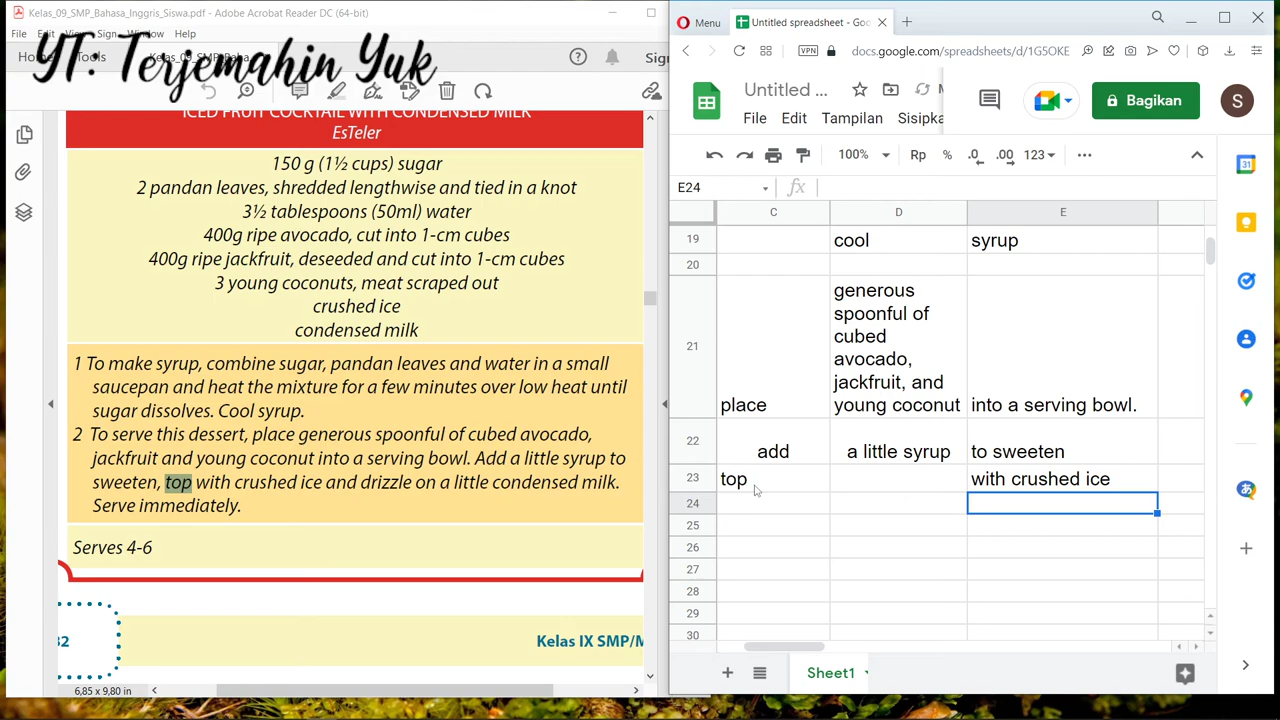 Kelas_09_SMP_Bahasa_Inggris_Siswa.pdf - Adobe Acrobat Reader DC (64-bit)
File Edit View Sign Window Help
Home Tools Kelas_09_SMP_Baha...
YT: Terjemahin Yuk
ICED FRUIT COCKTAIL WITH CONDENSED MILK
EsTeler
150 g (1½ cups) sugar
2 pandan leaves, shredded lengthwise and tied in a knot
3½ tablespoons (50ml) water
400g ripe avocado, cut into 1-cm cubes
400g ripe jackfruit, deseeded and cut into 1-cm cubes
3 young coconuts, meat scraped out
crushed ice
condensed milk
1 To make syrup, combine sugar, pandan leaves and water in a small
saucepan and heat the mixture for a few minutes over low heat until
sugar dissolves. Cool syrup.
2 To serve this dessert, place generous spoonful of cubed avocado,
jackfruit and young coconut into a serving bowl. Add a little syrup to
sweeten, top with crushed ice and drizzle on a little condensed milk.
Serve immediately.
Serves 4-6
32
Kelas IX SMP/M
6,85 x 9,80 in
Menu
Untitled spreadsheet - Goo
VPN docs.google.com/spreadsheets/d/1G5OKE
Untitled ...
File Edit Tampilan Sisipka
Bagikan
S
100% Rp % .0 .00 123
E24 fx
C D E
19 cool syrup
20
21 place
generous
spoonful of
cubed
avocado,
jackfruit, and
young coconut
into a serving bowl.
22 add a little syrup to sweeten
23 top with crushed ice
24
25
26
27
28
29
30
Sheet1
31